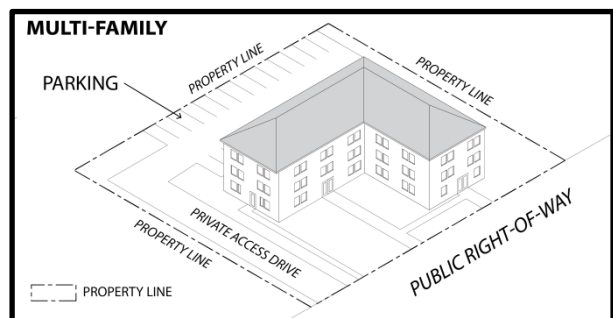 MULTI-FAMILY
PROPERTY LINE
PROPERTY LINE
PARKING
PRIVATE ACCESS DRIVE
PROPERTY LINE
PUBLIC RIGHT-OF-WAY
PROPERTY LINE